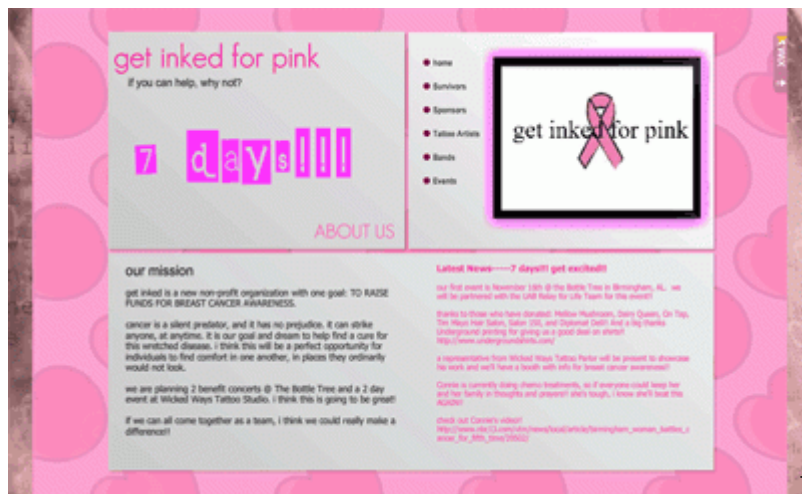 get inked for pink
if you can help, why not?
7 days!!!
ABOUT US
home
Survivors
Sponsors
Tattoo Artists
Bands
Events
get inked for pink
WIX
our mission
get inked is a new non-profit organization with one goal: TO RAISE
FUNDS FOR BREAST CANCER AWARENESS.
cancer is a silent predator, and it has no prejudice. it can strike
anyone, at anytime. it is our goal and dream to help find a cure for
this wretched disease. i think this will be a perfect opportunity for
individuals to find comfort in one another, in places they ordinarily
would not look.
we are planning 2 benefit concerts @ The Bottle Tree and a 2 day
event at Wicked Ways Tattoo Studio. i think this is going to be great!
if we can all come together as a team, i think we could really make a
difference!!
Latest News----7 days!!! get excited!!
our first event is November 16th @ the Bottle Tree in Birmingham, AL. we
will be partnered with the UAB Relay for Life Team for this event!!
thanks to those who have donated: Mellow Mushroom, Dairy Queen, On Tap,
Tim Mays Hair Salon, Salon 150, and Diplomat Deli!! And a big thanks
Underground printing for giving us a good deal on shirts!!
http://www.undergroundshirts.com/
a representative from Wicked Ways Tattoo Parlor will be present to showcase
his work and we'll have a booth with info for breast cancer awareness!!
Connie is currently doing chemo treatments, so if everyone could keep her
and her family in thoughts and prayers!! she's tough, i know she'll beat this
AGAIN!!
check out Connie's video!!